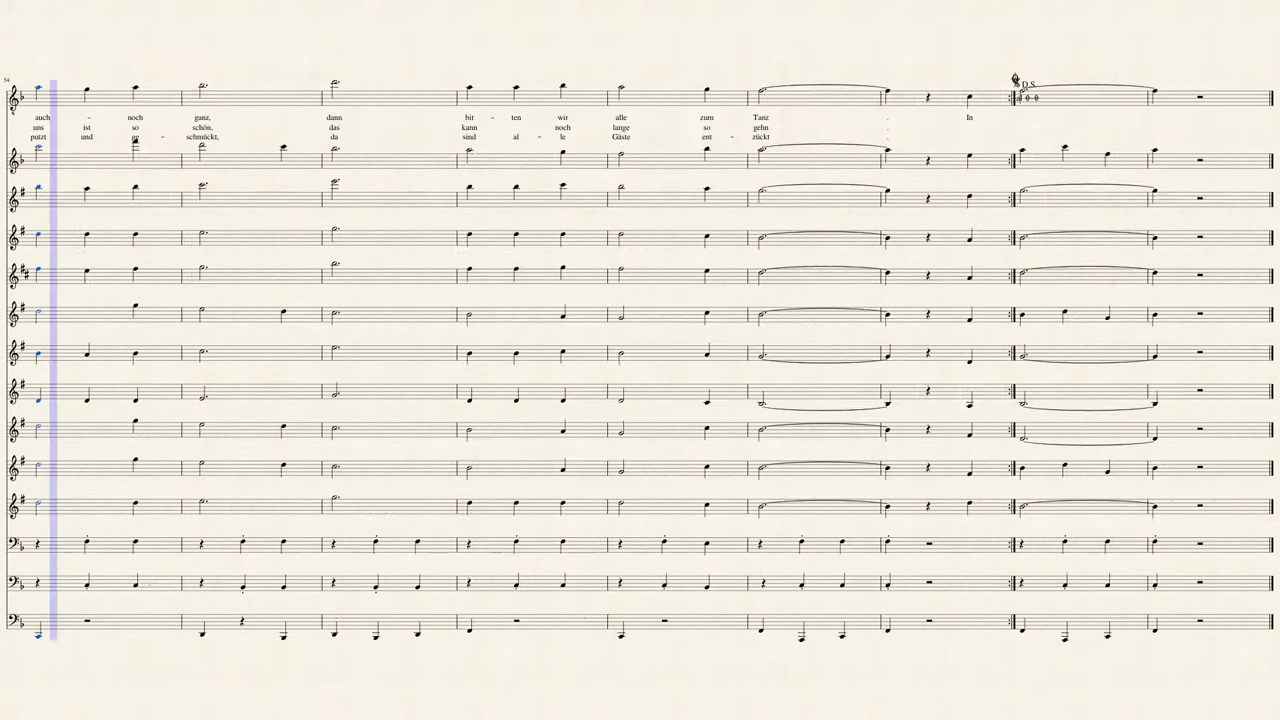 54
D.S.
auch - noch ganz, dann bit - ten wir alle zum Tanz . In
uns ist so schön, das kann noch lange so gehn .
putzt und ge - schmückt, da sind al - le Gäste ent - zückt .